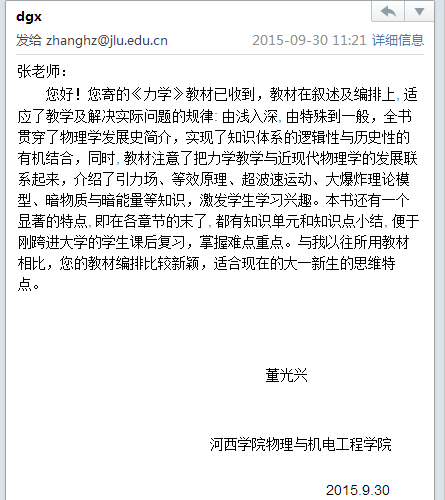 dgx
发给 zhanghz@jlu.edu.cn 2015-09-30 11:21 详细信息
张老师：
您好！您寄的《力学》教材已收到，教材在叙述及编排上, 适
应了教学及解决实际问题的规律: 由浅入深, 由特殊到一般，全书
贯穿了物理学发展史简介，实现了知识体系的逻辑性与历史性的
有机结合，同时, 教材注意了把力学教学与近现代物理学的发展联
系起来，介绍了引力场、等效原理、超波速运动、大爆炸理论模
型、暗物质与暗能量等知识，激发学生学习兴趣。本书还有一个
显著的特点, 即在各章节的末了, 都有知识单元和知识点小结, 便于
刚跨进大学的学生课后复习，掌握难点重点。与我以往所用教材
相比，您的教材编排比较新颖，适合现在的大一新生的思维特
点。
董光兴
河西学院物理与机电工程学院
2015.9.30